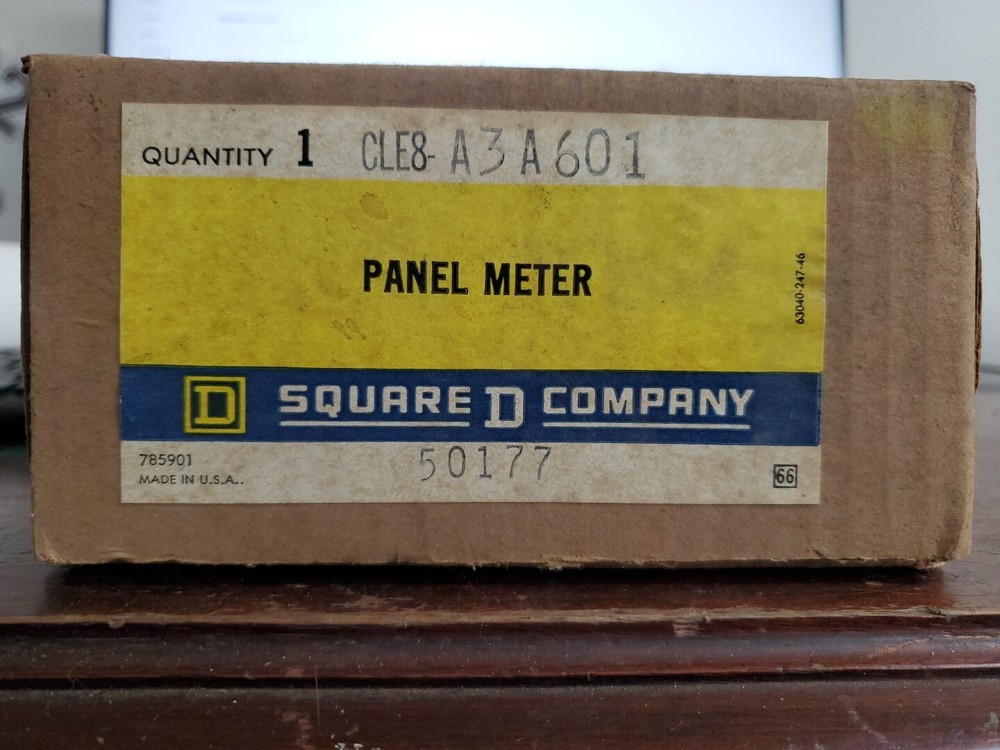 QUANTITY 1 CLE8-A3A601
PANEL METER
63040-247-46
D SQUARE D COMPANY
50177
785901
MADE IN U.S.A..
66